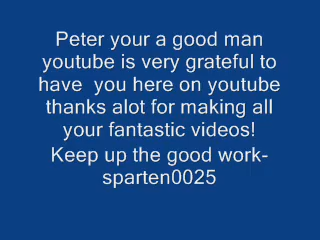 Peter your a good man
youtube is very grateful to
have  you here on youtube
thanks alot for making all
your fantastic videos!
Keep up the good work-
sparten0025